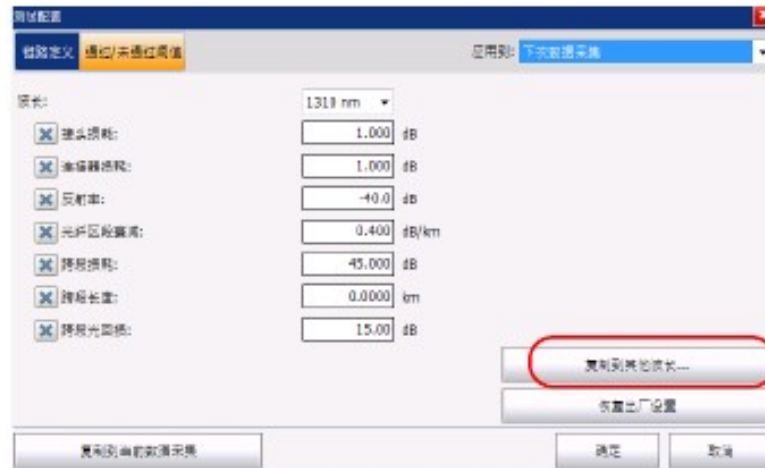 测试配置
链路定义 通过/未通过阈值 应用到: 下次数据采集
波长: 1310 nm
接头损耗: 1.000 dB
连接器损耗: 1.000 dB
反射率: -40.0 dB
光纤区段衰减: 0.400 dB/km
跨段损耗: 45.000 dB
跨段长度: 0.0000 km
跨段光回损: 15.00 dB
复制到其他波长...
恢复出厂设置
复制到当前数据采集 确定 取消